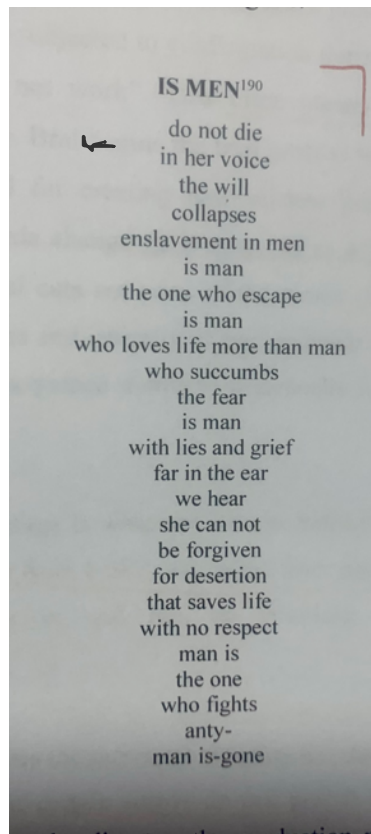 IS MEN190
do not die
in her voice
the will
collapses
enslavement in men
is man
the one who escape
is man
who loves life more than man
who succumbs
the fear
is man
with lies and grief
far in the ear
we hear
she can not
be forgiven
for desertion
that saves life
with no respect
man is
the one
who fights
anty-
man is-gone